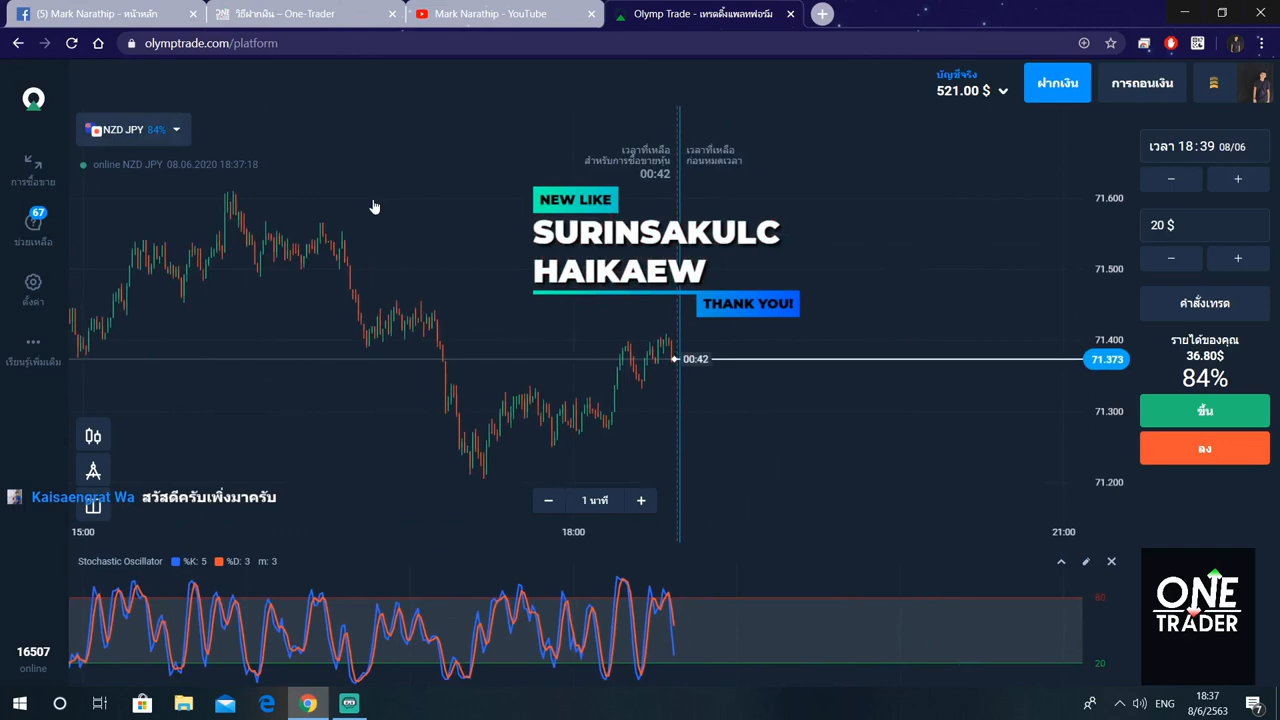 (5) Mark Narathip - หน้าหลัก
วิธีฝากเงิน – One-Trader
Mark Narathip - YouTube
Olymp Trade - เทรดดิ้งแพลทฟอร์ม
olymptrade.com/platform
บัญชีจริง
521.00 $
ฝากเงิน
การถอนเงิน
NZD JPY 84%
online NZD JPY 08.06.2020 18:37:18
เวลาที่เหลือ
สำหรับการซื้อขายหุ้น
00:42
เวลาที่เหลือ
ก่อนหมดเวลา
NEW LIKE
SURINSAKULC
HAIKAEW
THANK YOU!
การซื้อขาย
67
ช่วยเหลือ
ตั้งค่า
เรียนรู้เพิ่มเติม
71.600
71.500
71.400
00:42
71.373
71.300
71.200
เวลา 18:39 08/06
20 $
คำสั่งเทรด
รายได้ของคุณ
36.80$
84%
ขึ้น
ลง
Kaisaengrat Wa สวัสดีครับเพิ่งมาครับ
1 นาที
15:00
18:00
21:00
Stochastic Oscillator %K: 5 %D: 3 m: 3
80
20
ONE
TRADER
16507
online
ENG
18:37
8/6/2563
7